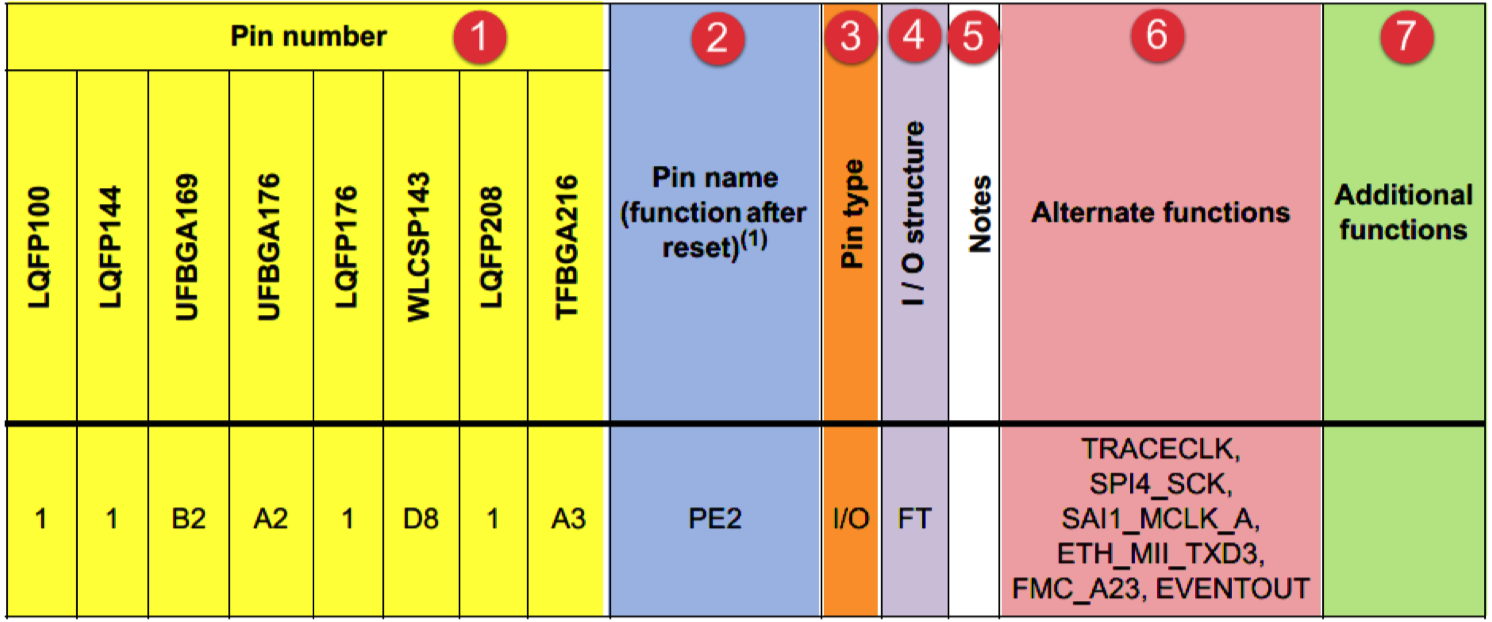 Pin number 1 2 3 4 5 6 7
LQFP100
LQFP144
UFBGA169
UFBGA176
LQFP176
WLCSP143
LQFP208
TFBGA216
Pin name
(function after
reset)(1)
Pin type
I / O structure
Notes
Alternate functions
Additional
functions
1 1 B2 A2 1 D8 1 A3 PE2 I/O FT
TRACECLK,
SPI4_SCK,
SAI1_MCLK_A,
ETH_MII_TXD3,
FMC_A23, EVENTOUT